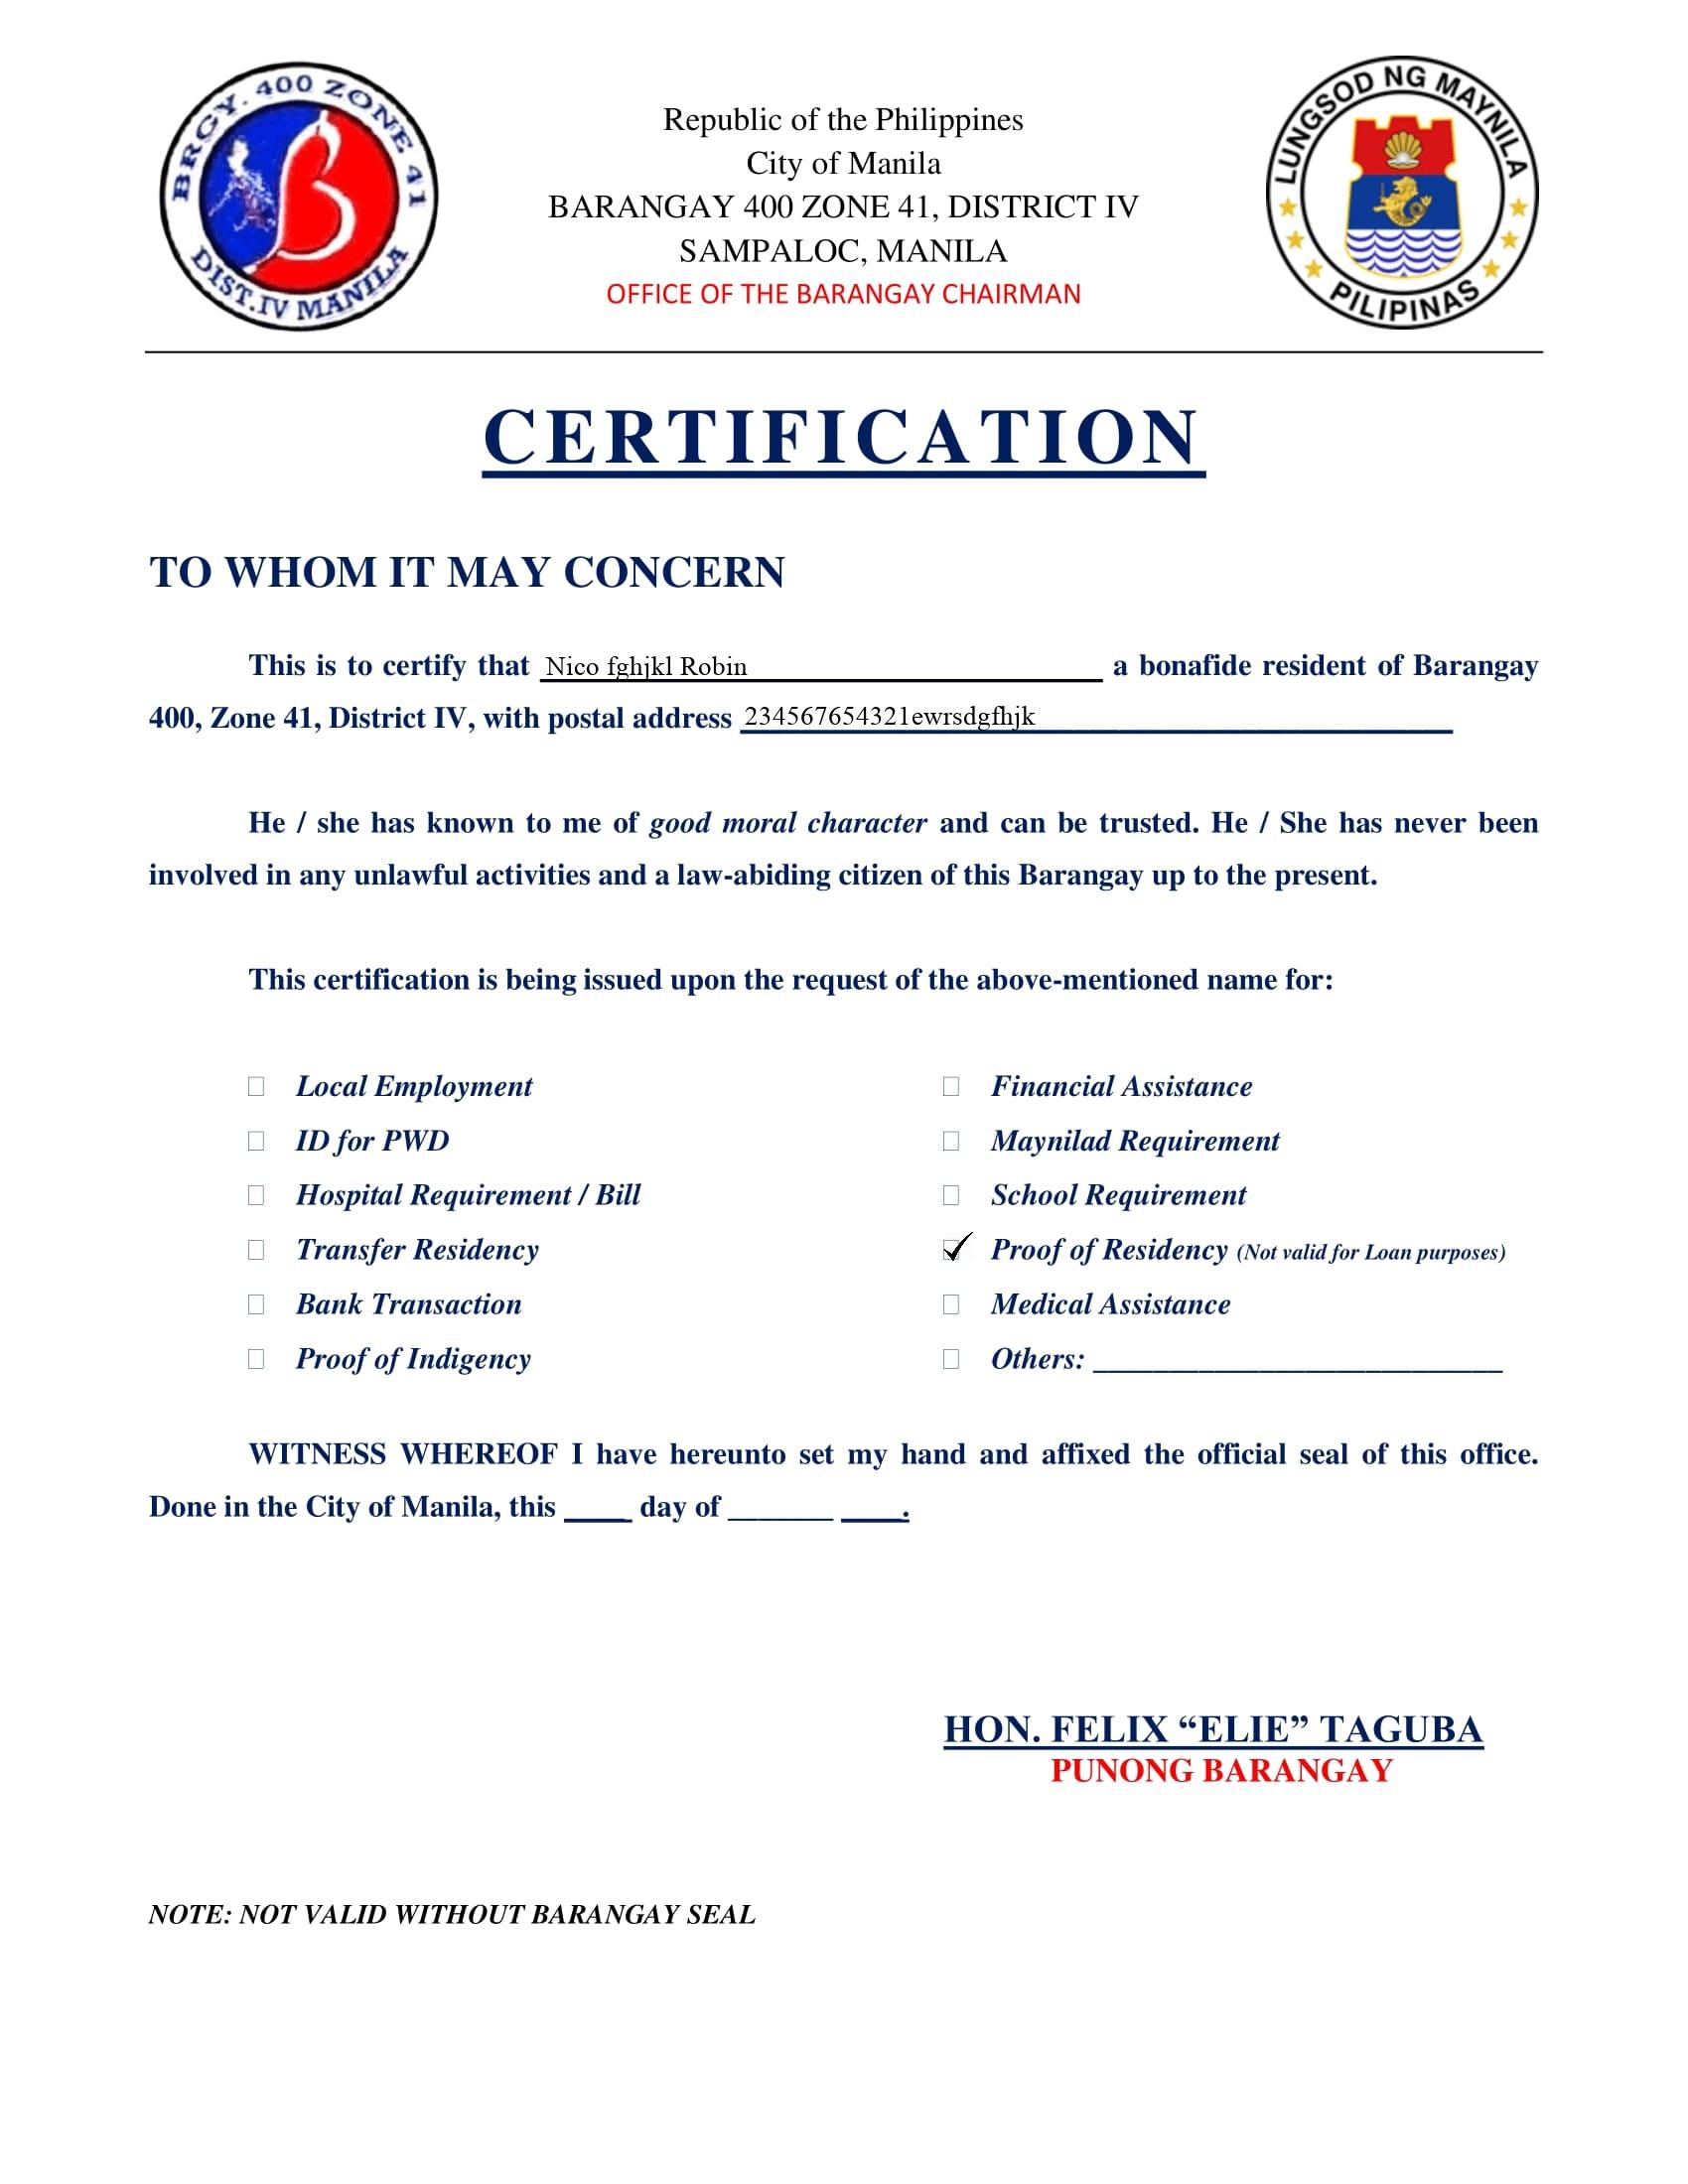 BRGY. 400 ZONE 41
DIST.IV MANILA
Republic of the Philippines
City of Manila
BARANGAY 400 ZONE 41, DISTRICT IV
SAMPALOC, MANILA
OFFICE OF THE BARANGAY CHAIRMAN
LUNGSOD NG MAYNILA
PILIPINAS
CERTIFICATION
TO WHOM IT MAY CONCERN
This is to certify that Nico fghjkl Robin a bonafide resident of Barangay
400, Zone 41, District IV, with postal address 234567654321ewrsdgfhjk
He / she has known to me of good moral character and can be trusted. He / She has never been
involved in any unlawful activities and a law-abiding citizen of this Barangay up to the present.
This certification is being issued upon the request of the above-mentioned name for:
Local Employment
ID for PWD
Hospital Requirement / Bill
Transfer Residency
Bank Transaction
Proof of Indigency
Financial Assistance
Maynilad Requirement
School Requirement
Proof of Residency (Not valid for Loan purposes)
Medical Assistance
Others: ___________________________
WITNESS WHEREOF I have hereunto set my hand and affixed the official seal of this office.
Done in the City of Manila, this ____ day of _______ ____.
HON. FELIX “ELIE” TAGUBA
PUNONG BARANGAY
NOTE: NOT VALID WITHOUT BARANGAY SEAL